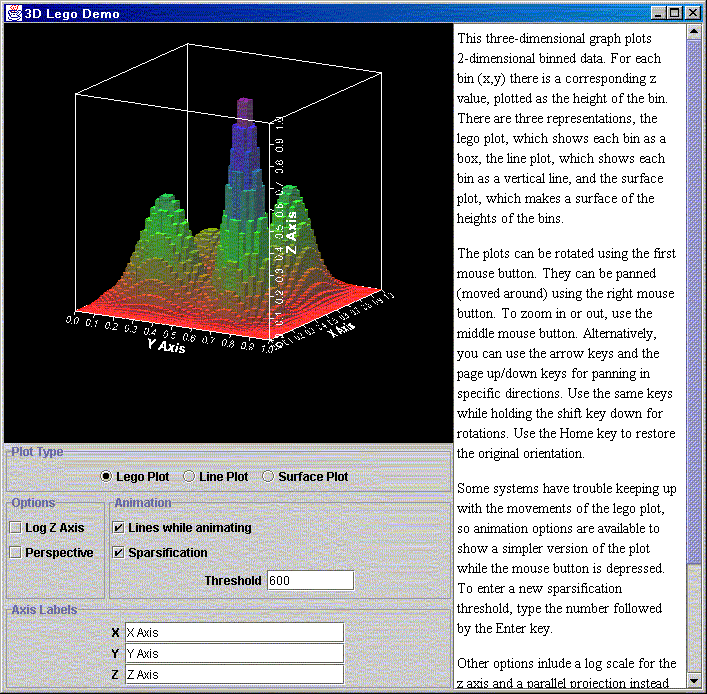 3D Lego Demo
1.0
0.9
0.8
0.7
0.6
0.5
0.4
0.3
0.2
0.1
0.0
Z Axis
0.0 0.1 0.2 0.3 0.4 0.5 0.6 0.7 0.8 0.9 1.0
Y Axis
X Axis
Plot Type
Lego Plot
Line Plot
Surface Plot
Options
Log Z Axis
Perspective
Animation
Lines while animating
Sparsification
Threshold 600
Axis Labels
X X Axis
Y Y Axis
Z Z Axis
This three-dimensional graph plots
2-dimensional binned data. For each
bin (x,y) there is a corresponding z
value, plotted as the height of the bin.
There are three representations, the
lego plot, which shows each bin as a
box, the line plot, which shows each
bin as a vertical line, and the surface
plot, which makes a surface of the
heights of the bins.
The plots can be rotated using the first
mouse button. They can be panned
(moved around) using the right mouse
button. To zoom in or out, use the
middle mouse button. Alternatively,
you can use the arrow keys and the
page up/down keys for panning in
specific directions. Use the same keys
while holding the shift key down for
rotations. Use the Home key to restore
the original orientation.
Some systems have trouble keeping up
with the movements of the lego plot,
so animation options are available to
show a simpler version of the plot
while the mouse button is depressed.
To enter a new sparsification
threshold, type the number followed
by the Enter key.
Other options inlude a log scale for the
z axis and a parallel projection instead